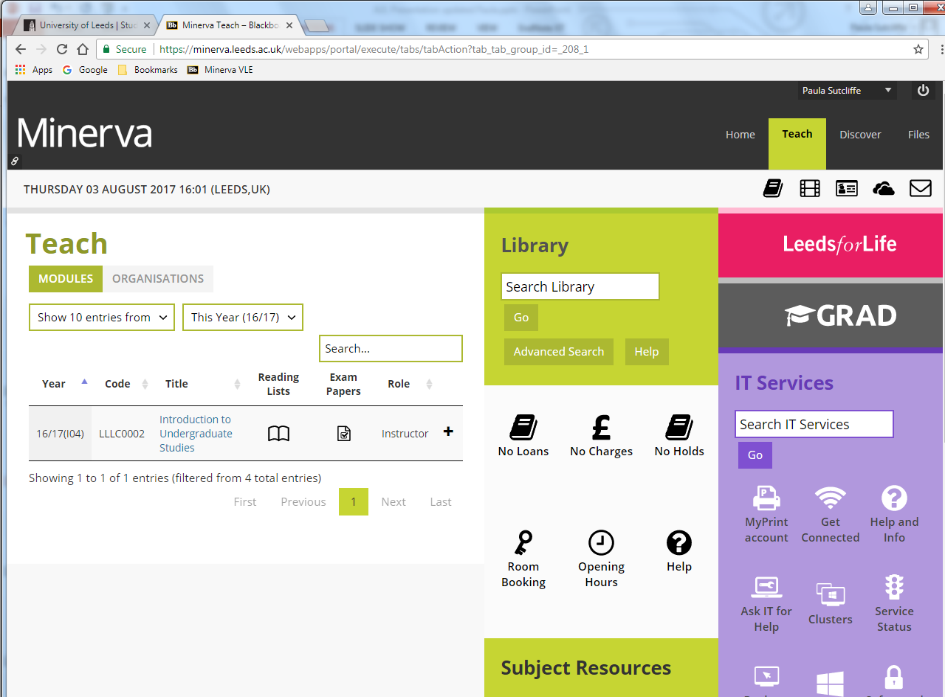 University of Leeds | Stu
Minerva Teach – Blackbo
Secure
https://minerva.leeds.ac.uk/webapps/portal/execute/tabs/tabAction?tab_tab_group_id=_208_1
Apps
Google
Bookmarks
Bb
Minerva VLE
Paula Sutcliffe
Minerva
Home
Teach
Discover
Files
THURSDAY 03 AUGUST 2017 16:01 (LEEDS,UK)
Teach
MODULES
ORGANISATIONS
Show 10 entries from
This Year (16/17)
Search...
Year
Code
Title
Reading
Lists
Exam
Papers
Role
16/17(I04)
LLLC0002
Introduction to
Undergraduate
Studies
Instructor
Showing 1 to 1 of 1 entries (filtered from 4 total entries)
First
Previous
1
Next
Last
Library
Search Library
Go
Advanced Search
Help
No Loans
No Charges
No Holds
Room
Booking
Opening
Hours
Help
Subject Resources
LeedsforLife
GRAD
IT Services
Search IT Services
Go
MyPrint
account
Get
Connected
Help and
Info
Ask IT for
Help
Clusters
Service
Status